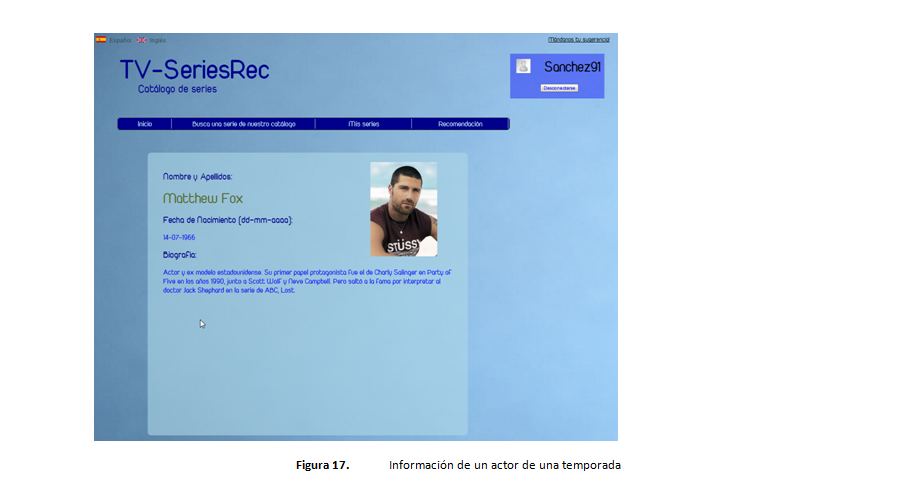 Español Inglés
Mándanos tu sugerencia!
TV-SeriesRec
Catálogo de series
Sanchez91
Desconectarse
Inicio Busca una serie de nuestro catálogo Mis series Recomendación
Nombre y Apellidos:
Matthew Fox
Fecha de Nacimiento (dd-mm-aaaa):
14-07-1966
Biografía:
Actor y ex modelo estadounidense. Su primer papel protagonista fue el de Charly Salinger en Party of
Five en los años 1990, junto a Scott Wolf y Neve Campbell. Pero saltó a la fama por interpretar al
doctor Jack Shephard en la serie de ABC, Lost.
STÜSSY
Figura 17. Información de un actor de una temporada